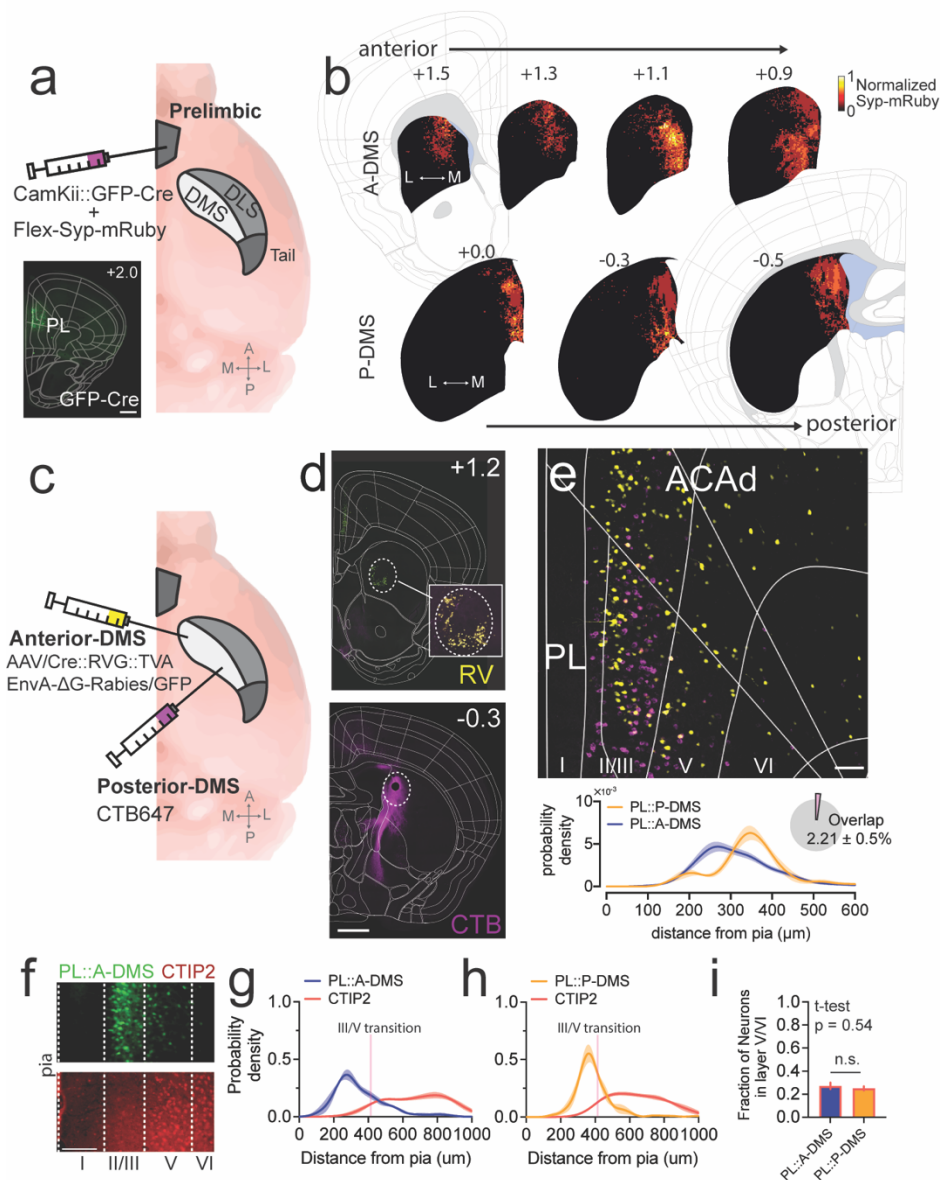 a
Prelimbic
CamKii::GFP-Cre
+
Flex-Syp-mRuby
DMS
DLS
Tail
+2.0
PL
GFP-Cre
A
M
L
P
b
anterior
+1.5
+1.3
+1.1
+0.9
1
0
Normalized
Syp-mRuby
A-DMS
L
M
+0.0
-0.3
-0.5
P-DMS
L
M
posterior
c
Anterior-DMS
AAV/Cre::RVG::TVA
EnvA-ΔG-Rabies/GFP
Posterior-DMS
CTB647
A
M
L
P
d
+1.2
RV
-0.3
CTB
e
ACAd
PL
I
II/III
V
VI
×10⁻³
10
5
0
probability
density
PL::P-DMS
PL::A-DMS
Overlap
2.21 ± 0.5%
0 100 200 300 400 500 600
distance from pia (µm)
f
PL::A-DMS
CTIP2
pia
I
II/III
V
VI
g
PL::A-DMS
CTIP2
III/V transition
1.0
0.5
0.0
Probability
density
0 200 400 600 800 1000
Distance from pia (um)
h
PL::P-DMS
CTIP2
III/V transition
1.0
0.5
0.0
0 200 400 600 800 1000
Distance from pia (um)
i
Fraction of Neurons
in layer V/VI
1.0
0.8
0.6
0.4
0.2
0.0
t-test
p = 0.54
n.s.
PL::A-DMS
PL::P-DMS